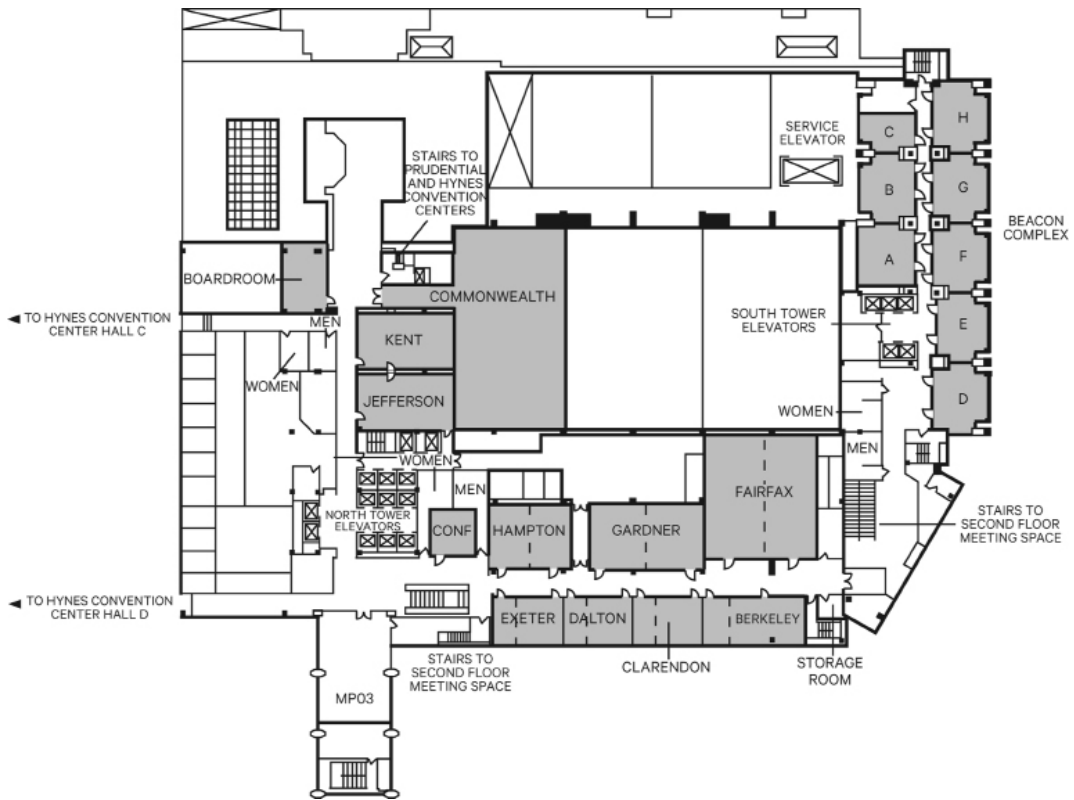 SERVICE
ELEVATOR
C
H
B
G
STAIRS TO
PRUDENTIAL
AND HYNES
CONVENTION
CENTERS
BEACON
COMPLEX
A
F
BOARDROOM
COMMONWEALTH
◄ TO HYNES CONVENTION
CENTER HALL C
MEN
SOUTH TOWER
ELEVATORS
E
KENT
WOMEN
JEFFERSON
D
WOMEN
MEN
WOMEN
MEN
FAIRFAX
NORTH TOWER
ELEVATORS
CONF
HAMPTON
GARDNER
STAIRS TO
SECOND FLOOR
MEETING SPACE
◄ TO HYNES CONVENTION
CENTER HALL D
EXETER
DALTON
BERKELEY
STAIRS TO
SECOND FLOOR
MEETING SPACE
CLARENDON
STORAGE
ROOM
MP03